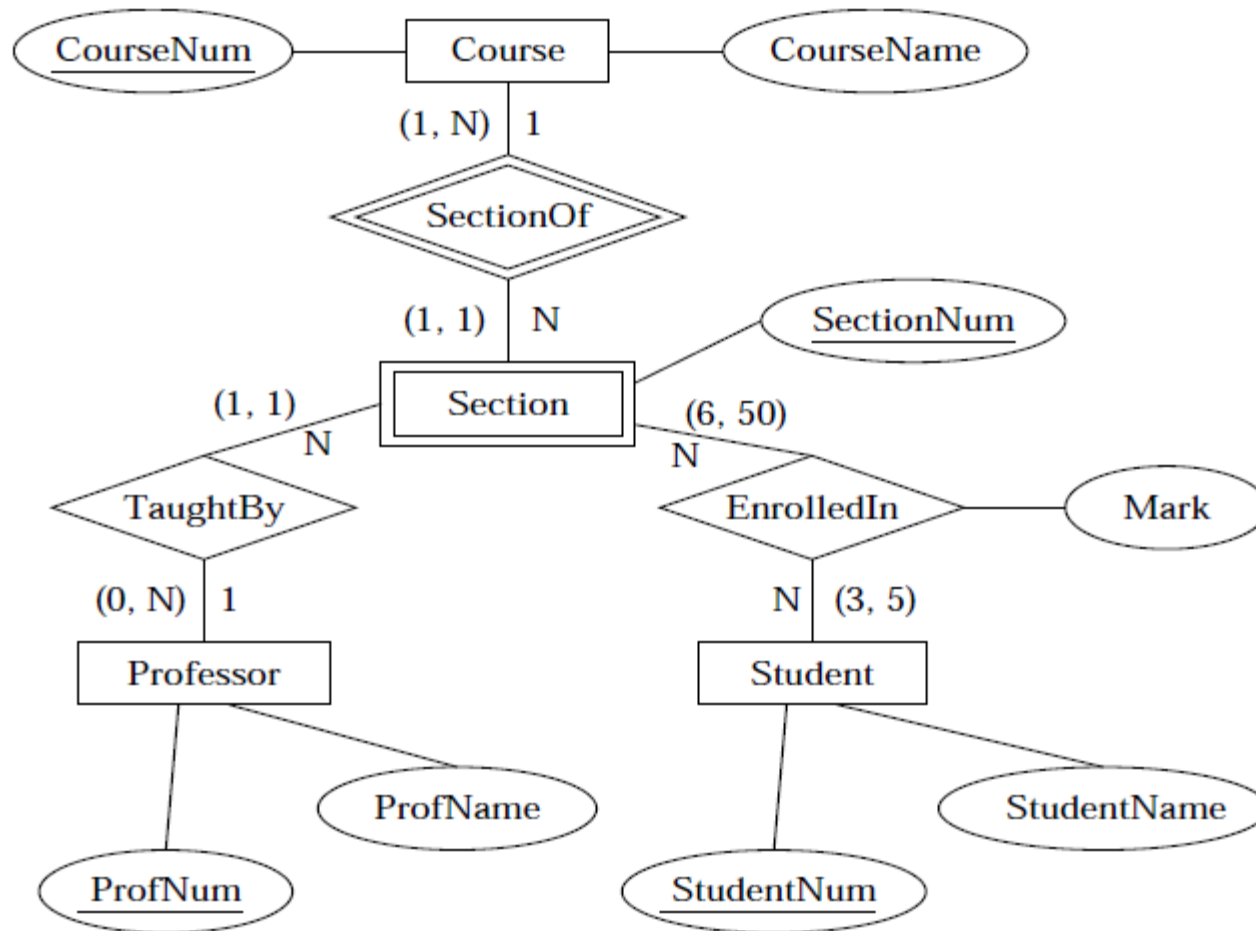 CourseNum Course CourseName
(1, N) 1
SectionOf
(1, 1) N
SectionNum
Section
(1, 1) (6, 50)
N N
TaughtBy EnrolledIn Mark
(0, N) 1 N (3, 5)
Professor Student
ProfName StudentName
ProfNum StudentNum